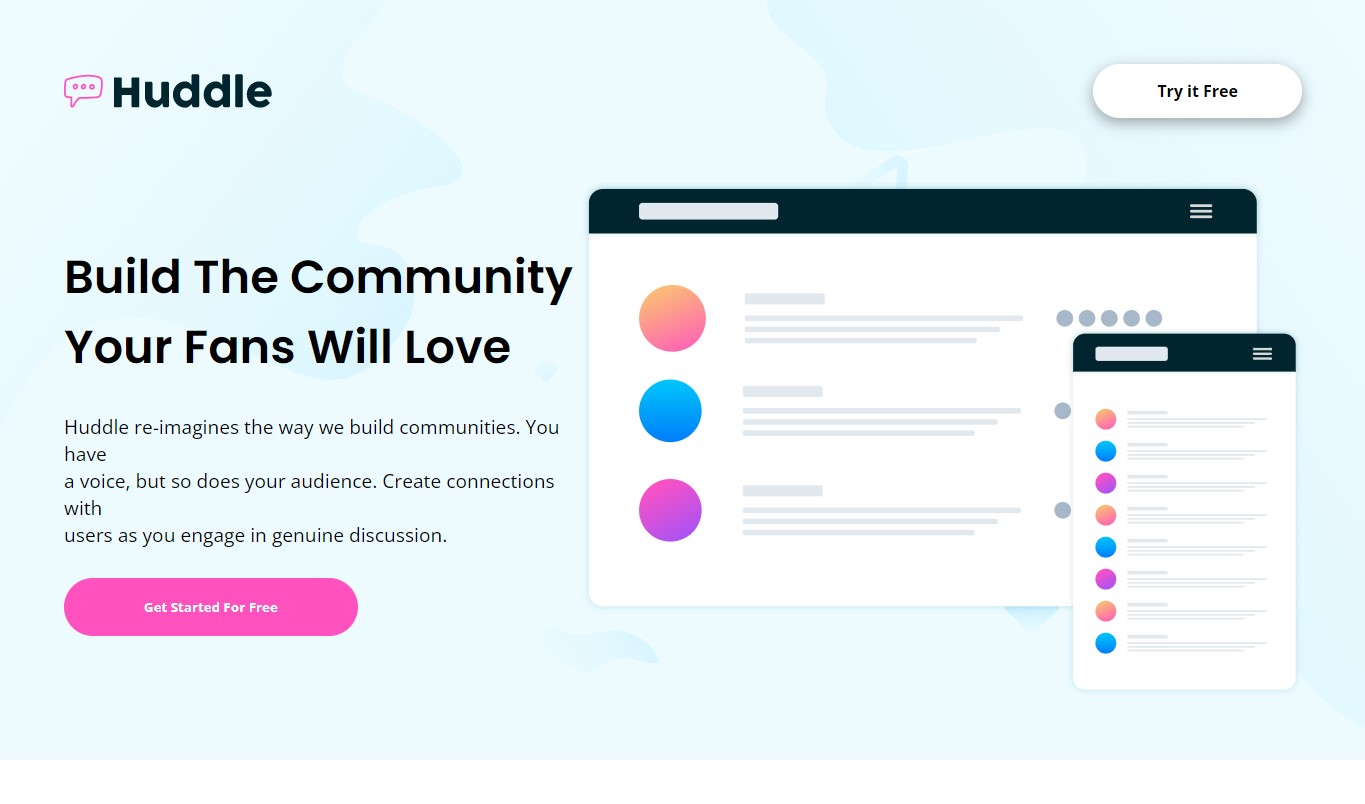 Huddle
Try it Free
Build The Community
Your Fans Will Love
Huddle re-imagines the way we build communities. You
have
a voice, but so does your audience. Create connections
with
users as you engage in genuine discussion.
Get Started For Free